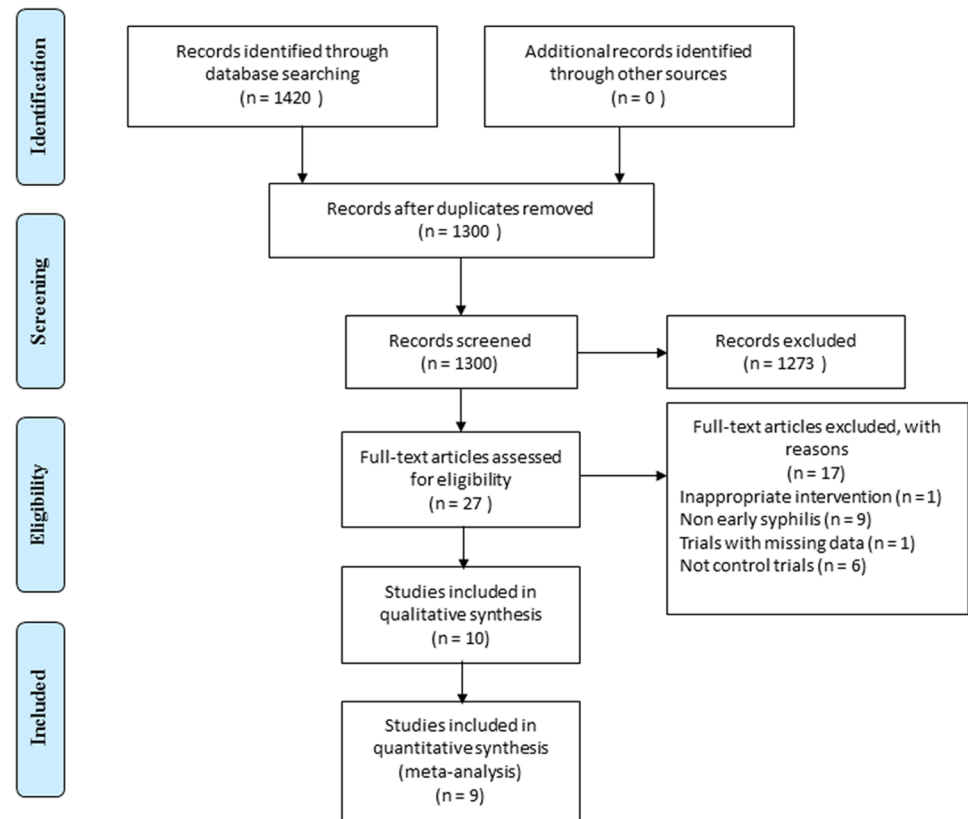 Identification
Records identified through
database searching
(n = 1420 )
Additional records identified
through other sources
(n = 0 )
Records after duplicates removed
(n = 1300 )
Screening
Records screened
(n = 1300)
Records excluded
(n = 1273 )
Eligibility
Full-text articles assessed
for eligibility
(n = 27 )
Full-text articles excluded, with
reasons
(n = 17)
Inappropriate intervention (n = 1)
Non early syphilis (n = 9)
Trials with missing data (n = 1)
Not control trials (n = 6)
Studies included in
qualitative synthesis
(n = 10)
Included
Studies included in
quantitative synthesis
(meta-analysis)
(n = 9)